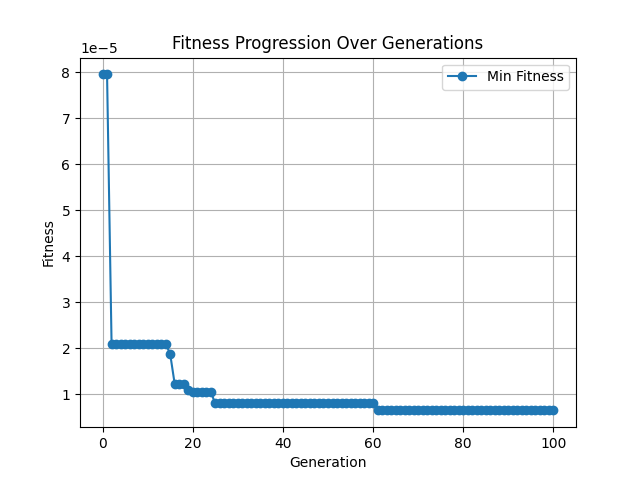 Fitness Progression Over Generations
1e−5
Min Fitness
8
7
6
5
4
3
2
1
Fitness
0 20 40 60 80 100
Generation